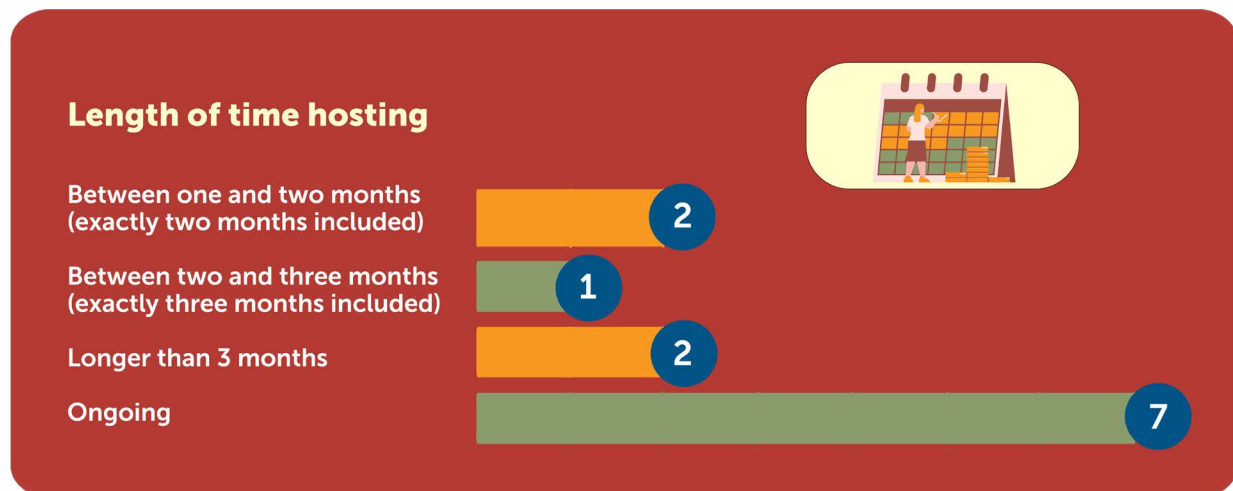 Length of time hosting
Between one and two months
(exactly two months included)
2
Between two and three months
(exactly three months included)
1
Longer than 3 months
2
Ongoing
7